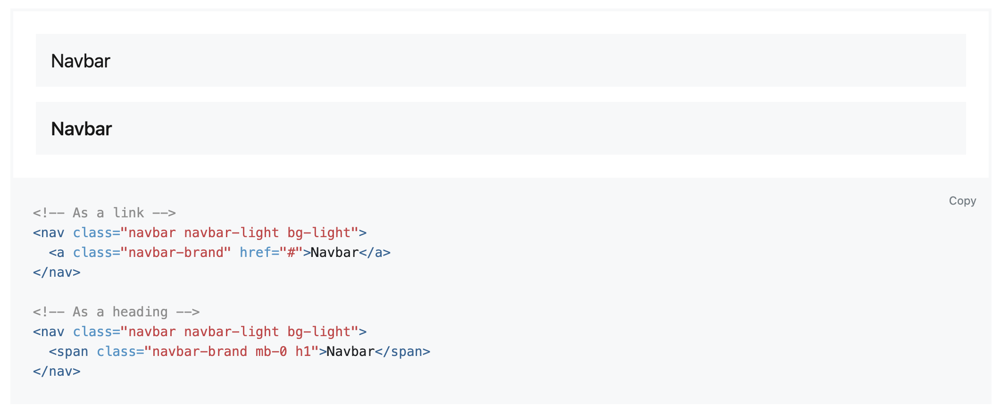 Navbar
Navbar
Copy
<!-- As a link -->
<nav class="navbar navbar-light bg-light">
  <a class="navbar-brand" href="#">Navbar</a>
</nav>

<!-- As a heading -->
<nav class="navbar navbar-light bg-light">
  <span class="navbar-brand mb-0 h1">Navbar</span>
</nav>